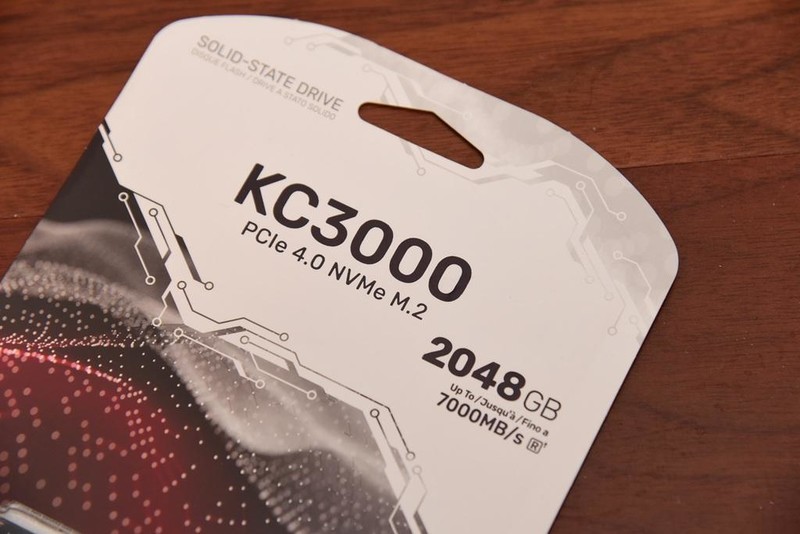 SOLID-STATE DRIVE
DISQUE FLASH / DRIVE A STATO SOLIDO
KC3000
PCIe 4.0 NVMe M.2
2048GB
Up To / Jusqu'à / Fino a
7000MB/s R¹